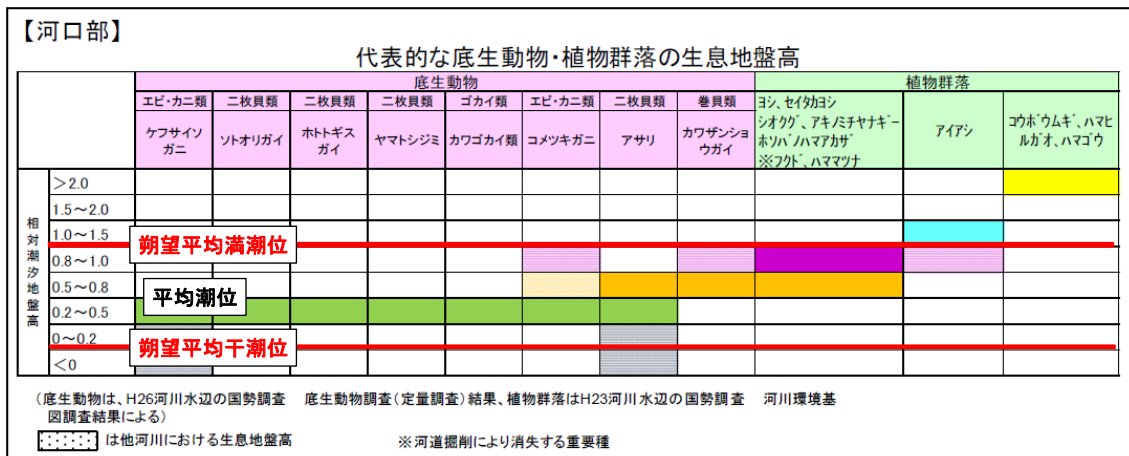 【河口部】
代表的な底生動物・植物群落の生息地盤高
底生動物
植物群落
エビ・カニ類
二枚貝類
二枚貝類
二枚貝類
ゴカイ類
エビ・カニ類
二枚貝類
巻貝類
ケフサイソ
ガニ
ソトオリガイ
ホトトギス
ガイ
ヤマトシジミ
カワゴカイ類
コメツキガニ
アサリ
カワザンショ
ウガイ
ヨシ、セイタカヨシ
シオクグ、アキノミチヤナギー
ホソバノハマアカザ
※フクド、ハママツナ
アイアシ
コウボウムギ、ハマヒ
ルガオ、ハマゴウ
相対潮汐地盤高
＞2.0
1.5～2.0
1.0～1.5
朔望平均満潮位
0.8～1.0
0.5～0.8
平均潮位
0.2～0.5
0～0.2
朔望平均干潮位
＜0
（底生動物は、H26河川水辺の国勢調査　底生動物調査（定量調査）結果、植物群落はH23河川水辺の国勢調査　河川環境基
図調査結果による）
は他河川における生息地盤高
※河道掘削により消失する重要種